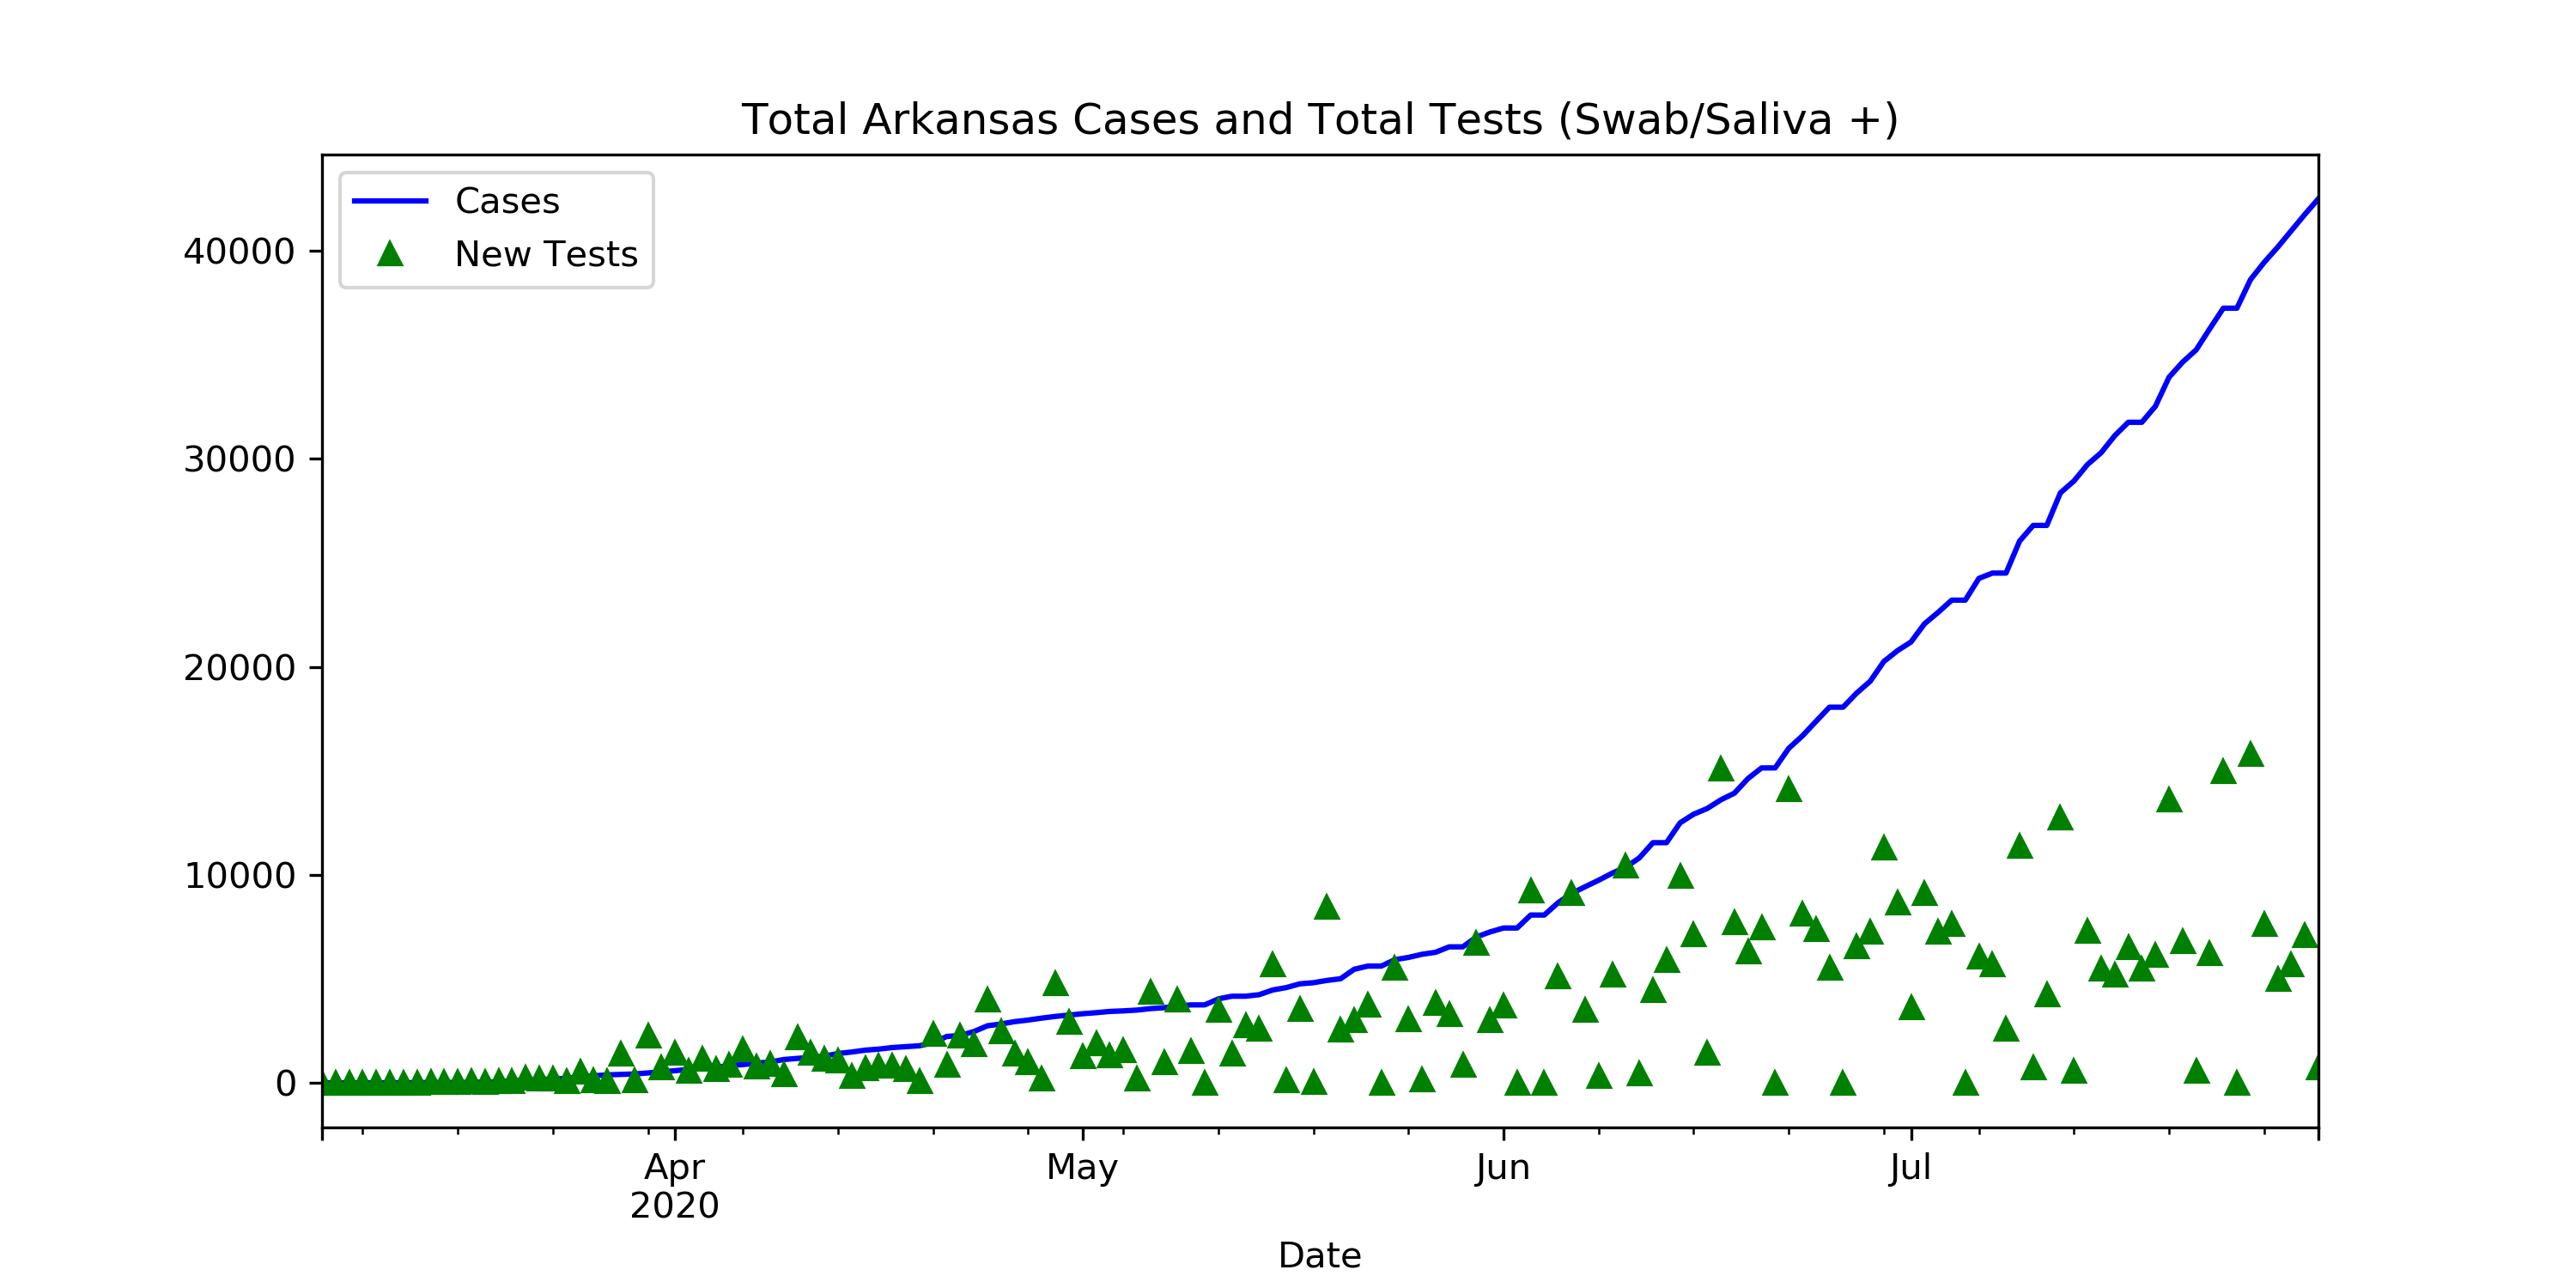 Total Arkansas Cases and Total Tests (Swab/Saliva +)
Cases
New Tests
40000
30000
20000
10000
0
Apr
2020
May
Jun
Jul
Date